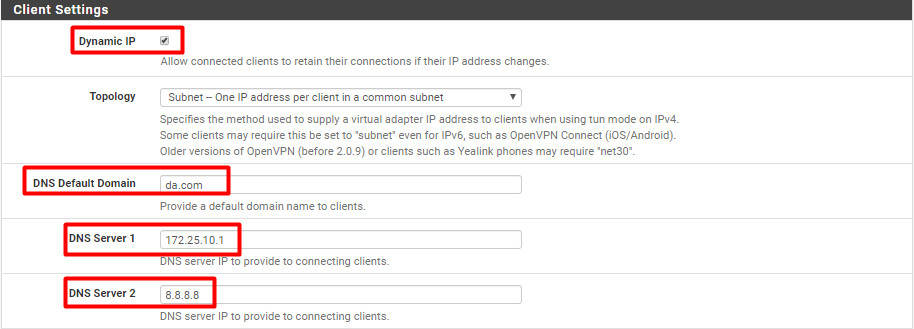 Client Settings
Dynamic IP
Allow connected clients to retain their connections if their IP address changes.
Topology
Subnet -- One IP address per client in a common subnet
Specifies the method used to supply a virtual adapter IP address to clients when using tun mode on IPv4.
Some clients may require this be set to "subnet" even for IPv6, such as OpenVPN Connect (iOS/Android).
Older versions of OpenVPN (before 2.0.9) or clients such as Yealink phones may require "net30".
DNS Default Domain
da.com
Provide a default domain name to clients.
DNS Server 1
172.25.10.1
DNS server IP to provide to connecting clients.
DNS Server 2
8.8.8.8
DNS server IP to provide to connecting clients.